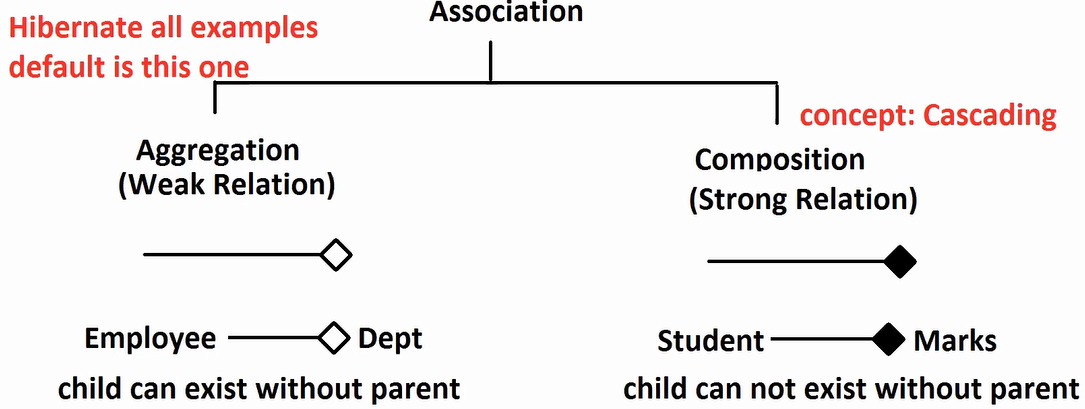 Association
Hibernate all examples
default is this one
concept: Cascading
Aggregation
(Weak Relation)
Composition
(Strong Relation)
Employee
Dept
Student
Marks
child can exist without parent
child can not exist without parent